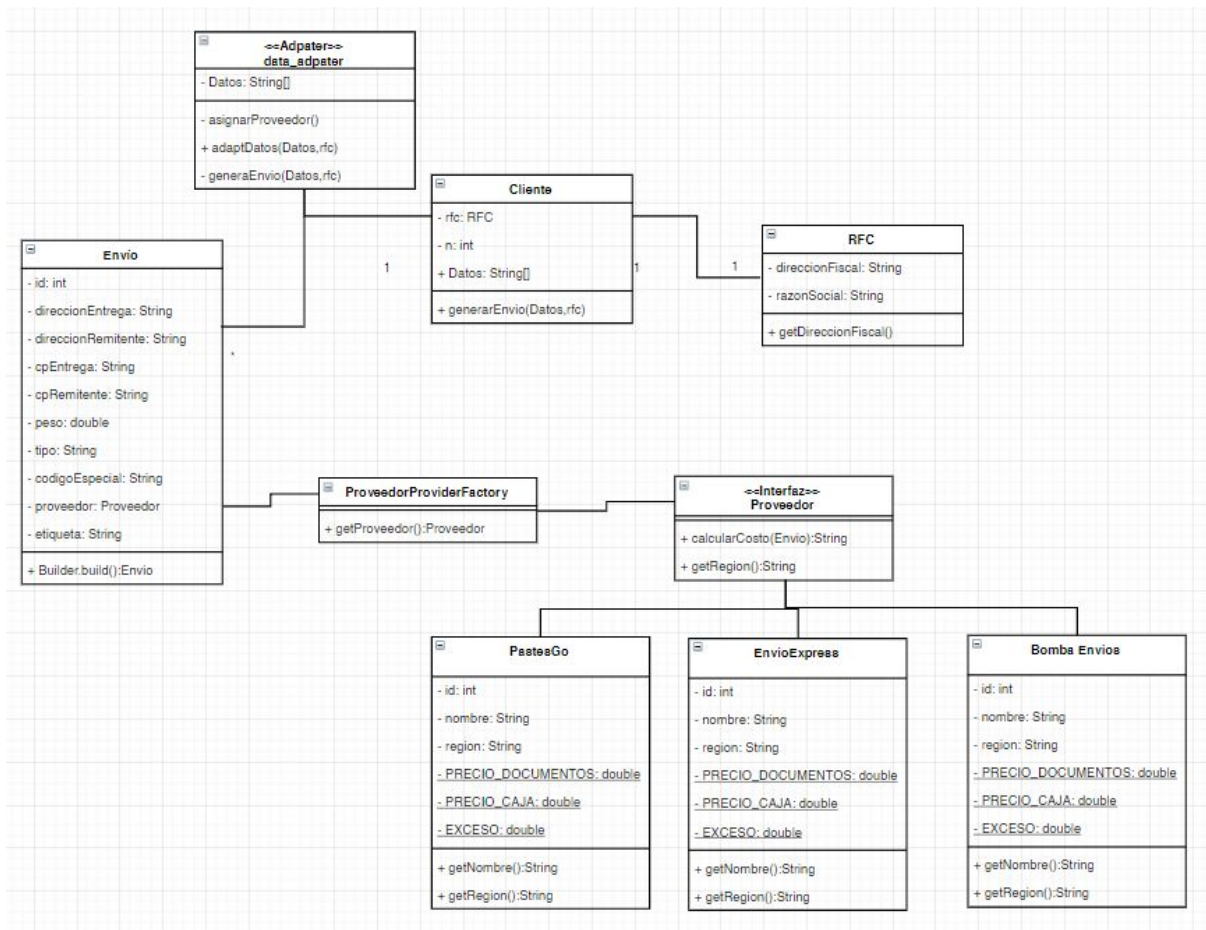 <<Adpater>>
data_adpater
- Datos: String[]
- asignarProveedor()
+ adaptDatos(Datos,rfc)
- generaEnvio(Datos,rfc)
Cliente
- rfc: RFC
- n: int
+ Datos: String[]
+ generarEnvio(Datos,rfc)
RFC
- direccionFiscal: String
- razonSocial: String
+ getDireccionFiscal()
1
1
1
*
Envío
- id: int
- direccionEntrega: String
- direccionRemitente: String
- cpEntrega: String
- cpRemitente: String
- peso: double
- tipo: String
- codigoEspecial: String
- proveedor: Proveedor
- etiqueta: String
+ Builder.build():Envio
ProveedorProviderFactory
+ getProveedor():Proveedor
<<Interfaz>>
Proveedor
+ calcularCosto(Envio):String
+ getRegion():String
PastesGo
- id: int
- nombre: String
- region: String
- PRECIO_DOCUMENTOS: double
- PRECIO_CAJA: double
- EXCESO: double
+ getNombre():String
+ getRegion():String
EnvioExpress
- id: int
- nombre: String
- region: String
- PRECIO_DOCUMENTOS: double
- PRECIO_CAJA: double
- EXCESO: double
+ getNombre():String
+ getRegion():String
Bomba Envios
- id: int
- nombre: String
- region: String
- PRECIO_DOCUMENTOS: double
- PRECIO_CAJA: double
- EXCESO: double
+ getNombre():String
+ getRegion():String